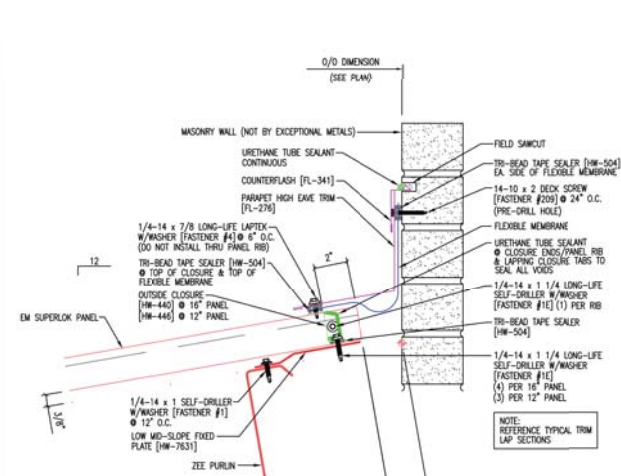 O/O DIMENSION
(SEE PLAN)
MASONRY WALL (NOT BY EXCEPTIONAL METALS)
URETHANE TUBE SEALANT
CONTINUOUS
COUNTERFLASH [FL-341]
PARAPET HIGH EAVE TRIM
[FL-276]
1/4-14 x 7/8 LONG-LIFE LAPTEK
W/WASHER [FASTENER #4] @ 6" O.C.
(DO NOT INSTALL THRU PANEL RIB)
TRI-BEAD TAPE SEALER [HW-504]
@ TOP OF CLOSURE & TOP OF
FLEXIBLE MEMBRANE
OUTSIDE CLOSURE
[HW-440] @ 16" PANEL
[HW-446] @ 12" PANEL
2"
12
EM SUPERLOK PANEL
3/8"
1/4-14 x 1 SELF-DRILLER
W/WASHER [FASTENER #1]
@ 12" O.C.
LOW MID-SLOPE FIXED
PLATE [HW-7631]
ZEE PURLIN
FIELD SAWCUT
TRI-BEAD TAPE SEALER [HW-504]
EA. SIDE OF FLEXIBLE MEMBRANE
14-10 x 2 DECK SCREW
[FASTENER #209] @ 24" O.C.
(PRE-DRILL HOLE)
FLEXIBLE MEMBRANE
URETHANE TUBE SEALANT
@ CLOSURE ENDS/PANEL RIB
& LAPPING CLOSURE TABS TO
SEAL ALL VOIDS
1/4-14 x 1 1/4 LONG-LIFE
SELF-DRILLER W/WASHER
[FASTENER #1E] (1) PER RIB
TRI-BEAD TAPE SEALER
[HW-504]
1/4-14 x 1 1/4 LONG-LIFE
SELF-DRILLER W/WASHER
[FASTENER #1E]
(4) PER 16" PANEL
(3) PER 12" PANEL
NOTE:
REFERENCE TYPICAL TRIM
LAP SECTIONS